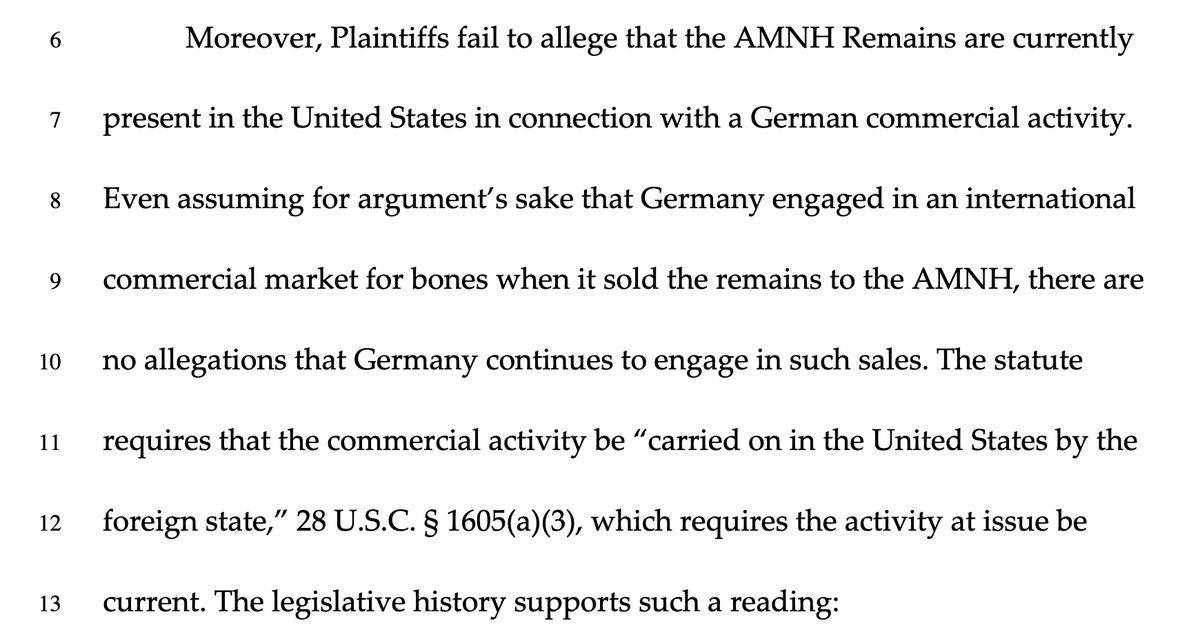 6 Moreover, Plaintiffs fail to allege that the AMNH Remains are currently
7 present in the United States in connection with a German commercial activity.
8 Even assuming for argument’s sake that Germany engaged in an international
9 commercial market for bones when it sold the remains to the AMNH, there are
10 no allegations that Germany continues to engage in such sales. The statute
11 requires that the commercial activity be “carried on in the United States by the
12 foreign state,” 28 U.S.C. § 1605(a)(3), which requires the activity at issue be
13 current. The legislative history supports such a reading: